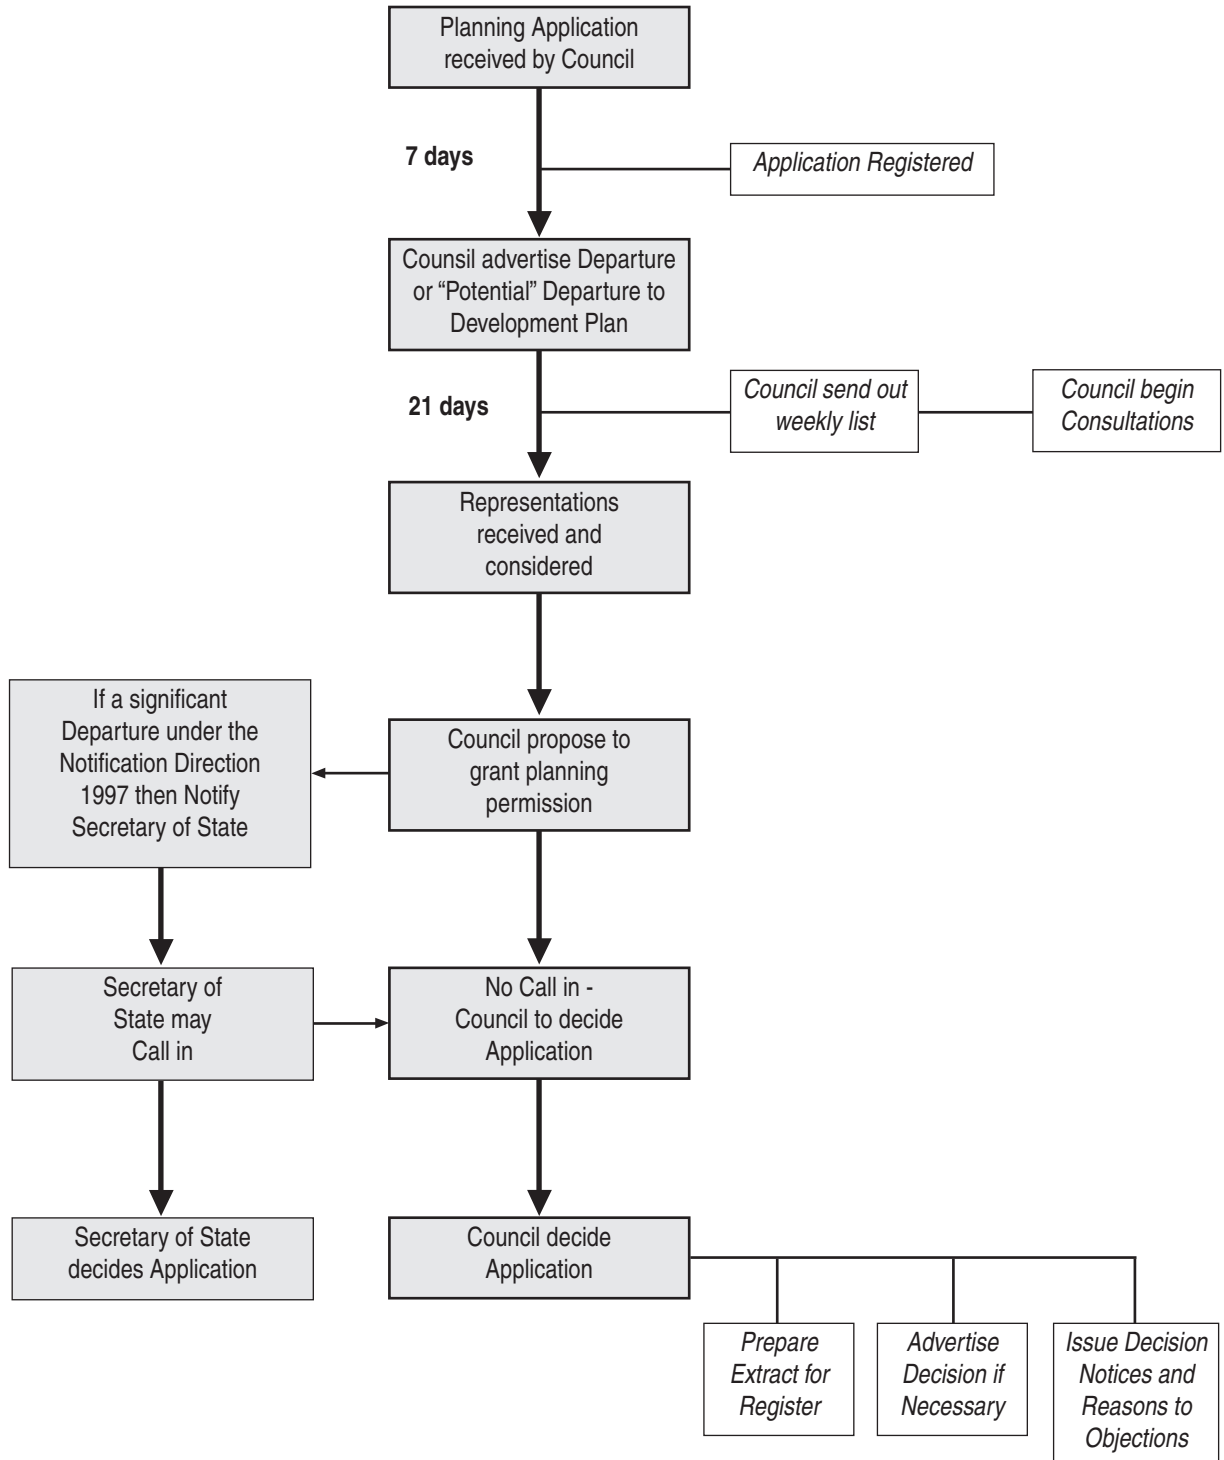 Planning Application
received by Council
7 days
Application Registered
Counsil advertise Departure
or “Potential” Departure to
Development Plan
21 days
Council send out
weekly list
Council begin
Consultations
Representations
received and
considered
If a significant
Departure under the
Notification Direction
1997 then Notify
Secretary of State
Council propose to
grant planning
permission
Secretary of
State may
Call in
No Call in -
Council to decide
Application
Secretary of State
decides Application
Council decide
Application
Prepare
Extract for
Register
Advertise
Decision if
Necessary
Issue Decision
Notices and
Reasons to
Objections